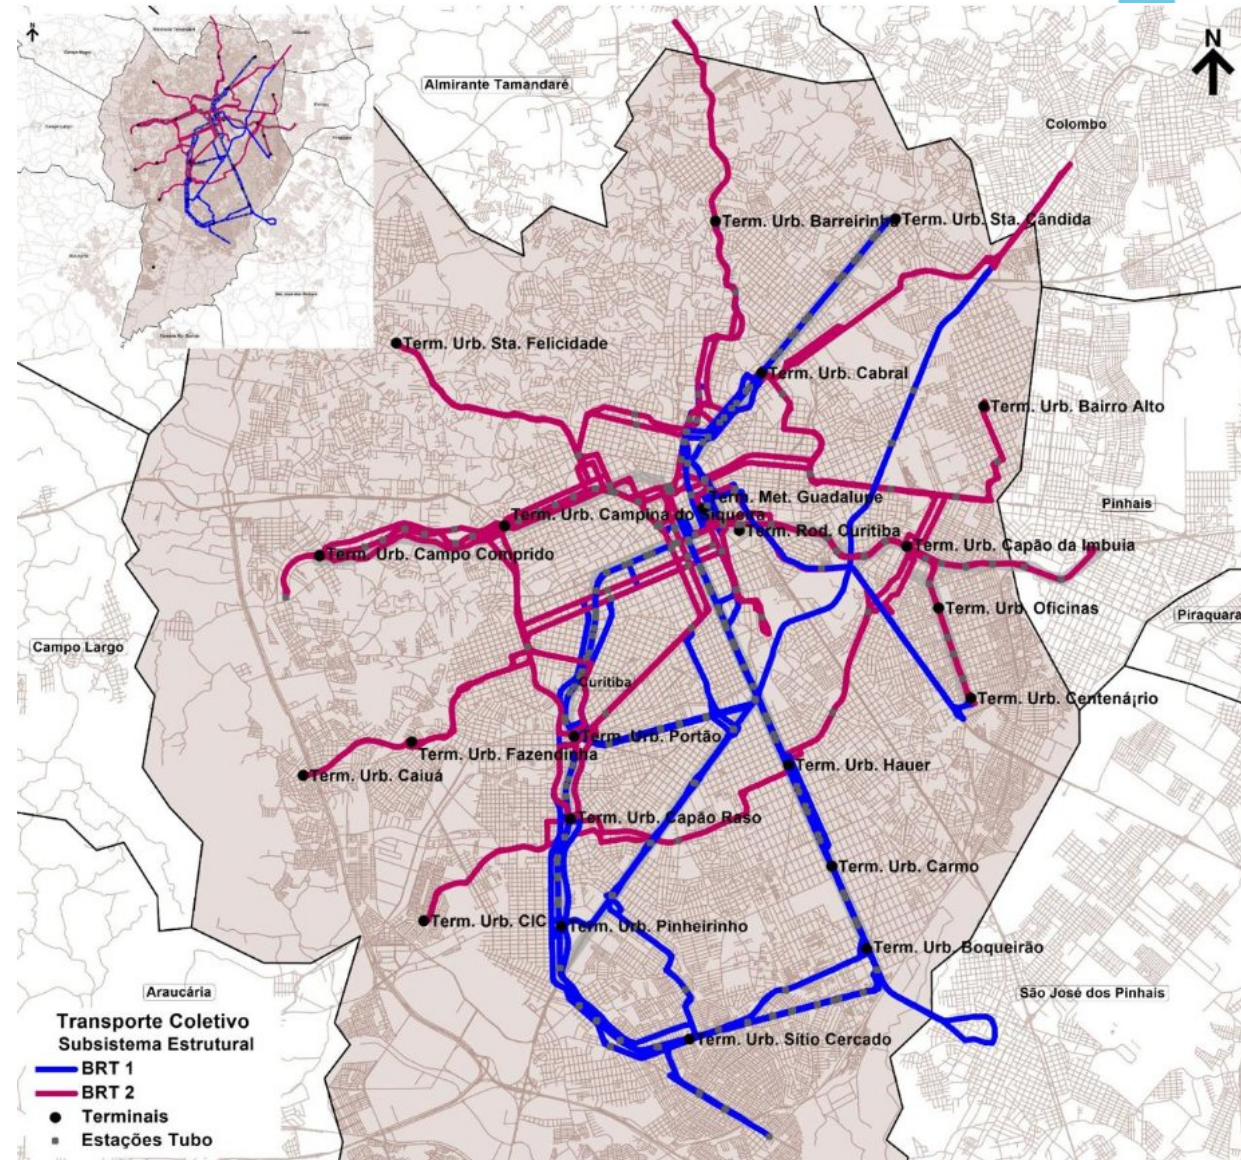 N
N
Almirante Tamandaré
Colombo
Term. Urb. Barreirinha
Term. Urb. Sta. Cândida
Term. Urb. Sta. Felicidade
Term. Urb. Cabral
Term. Urb. Bairro Alto
Term. Met. Guadalupe
Pinhais
Term. Urb. Campina do Siqueira
Term. Rod. Curitiba
Term. Urb. Campo Comprido
Term. Urb. Capão da Imbuia
Term. Urb. Oficinas
Piraquara
Campo Largo
Curitiba
Term. Urb. Centená¡rio
Term. Urb. Portão
Term. Urb. Fazendinha
Term. Urb. Caiuá
Term. Urb. Hauer
Term. Urb. Capão Raso
Term. Urb. Carmo
Term. Urb. CIC
Term. Urb. Pinheirinho
Term. Urb. Boqueirão
Araucária
São José dos Pinhais
Term. Urb. Sítio Cercado
Transporte Coletivo
Subsistema Estrutural
BRT 1
BRT 2
Terminais
Estações Tubo